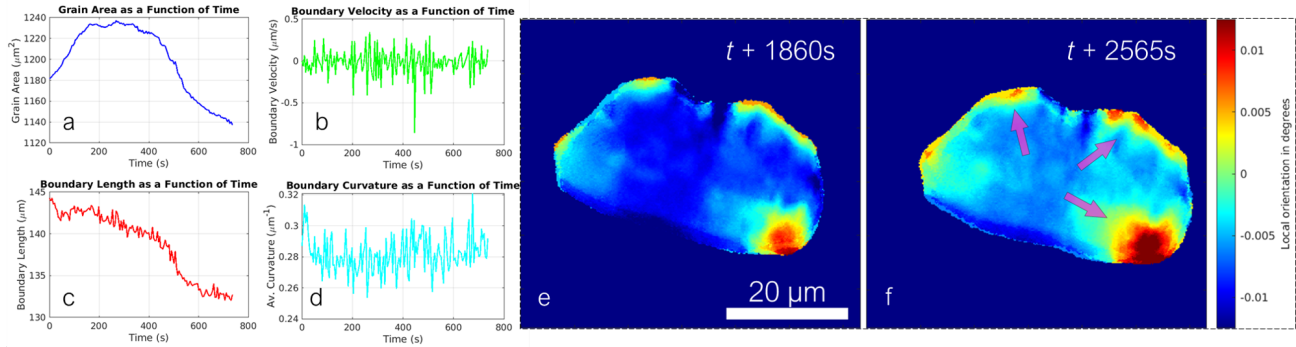 Grain Area as a Function of Time
Grain Area (μm²)
1240
1220
1200
1180
1160
1140
1120
0
200
400
600
800
Time (s)
a
Boundary Velocity as a Function of Time
Boundary Velocity (μm/s)
0.5
0
-0.5
-1
0
200
400
600
800
Time (s)
b
Boundary Length as a Function of Time
Boundary Length (μm)
145
140
135
130
0
200
400
600
800
Time (s)
c
Boundary Curvature as a Function of Time
Av. Curvature (μm⁻¹)
0.32
0.3
0.28
0.26
0.24
0
200
400
600
800
Time (s)
d
t + 1860s
e
20 μm
t + 2565s
f
0.01
0.005
0
-0.005
-0.01
Local orientation in degrees